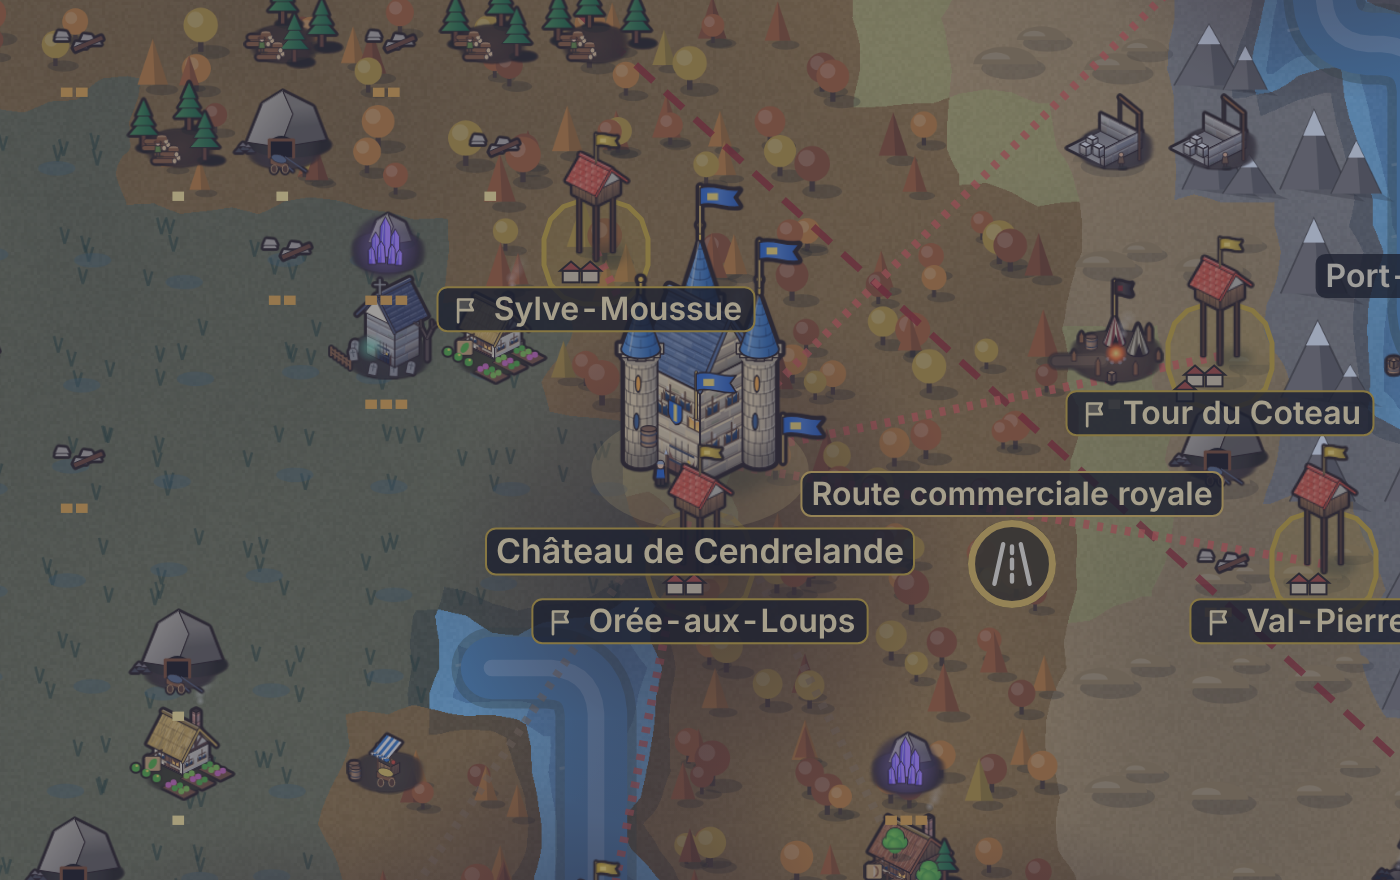 Port-
Sylve-Moussue
Tour du Coteau
Route commerciale royale
Château de Cendrelande
Orée-aux-Loups
Val-Pierre